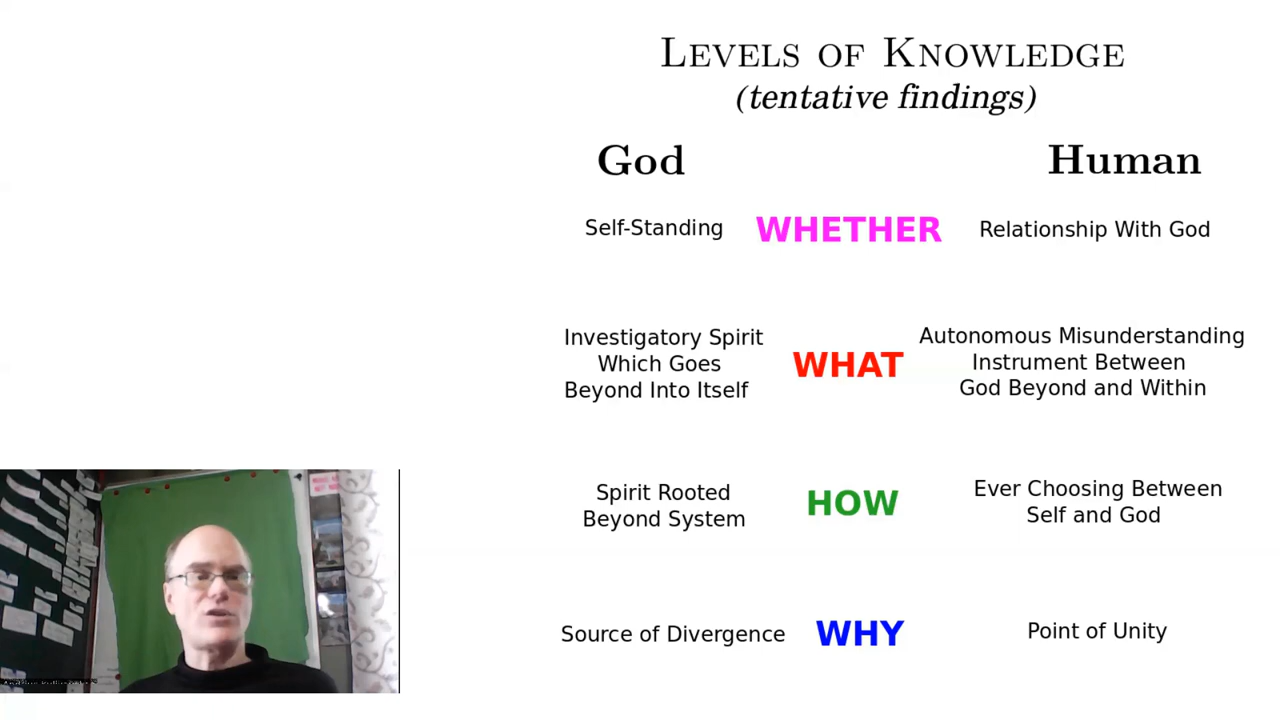 Levels of Knowledge
(tentative findings)
God
Human
Self-Standing
WHETHER
Relationship With God
Investigatory Spirit
Which Goes
Beyond Into Itself
WHAT
Autonomous Misunderstanding
Instrument Between
God Beyond and Within
Spirit Rooted
Beyond System
HOW
Ever Choosing Between
Self and God
Source of Divergence
WHY
Point of Unity